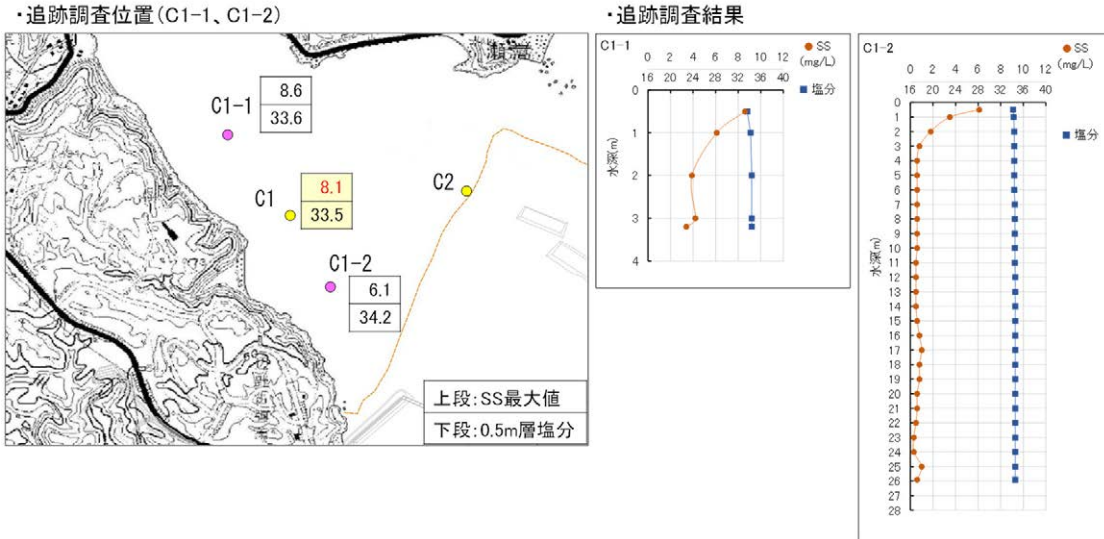 ・追跡調査位置(C1-1、C1-2)
瀬嵩
C1-1
8.6
33.6
C1
8.1
33.5
C2
C1-2
6.1
34.2
上段:SS最大値
下段:0.5m層塩分
・追跡調査結果
C1-1
SS
(mg/L)
塩分
0 2 4 6 8 10 12
16 20 24 28 32 36 40
水深(m)
0
1
2
3
4
C1-2
SS
(mg/L)
塩分
0 2 4 6 8 10 12
16 20 24 28 32 36 40
水深(m)
0
1
2
3
4
5
6
7
8
9
10
11
12
13
14
15
16
17
18
19
20
21
22
23
24
25
26
27
28